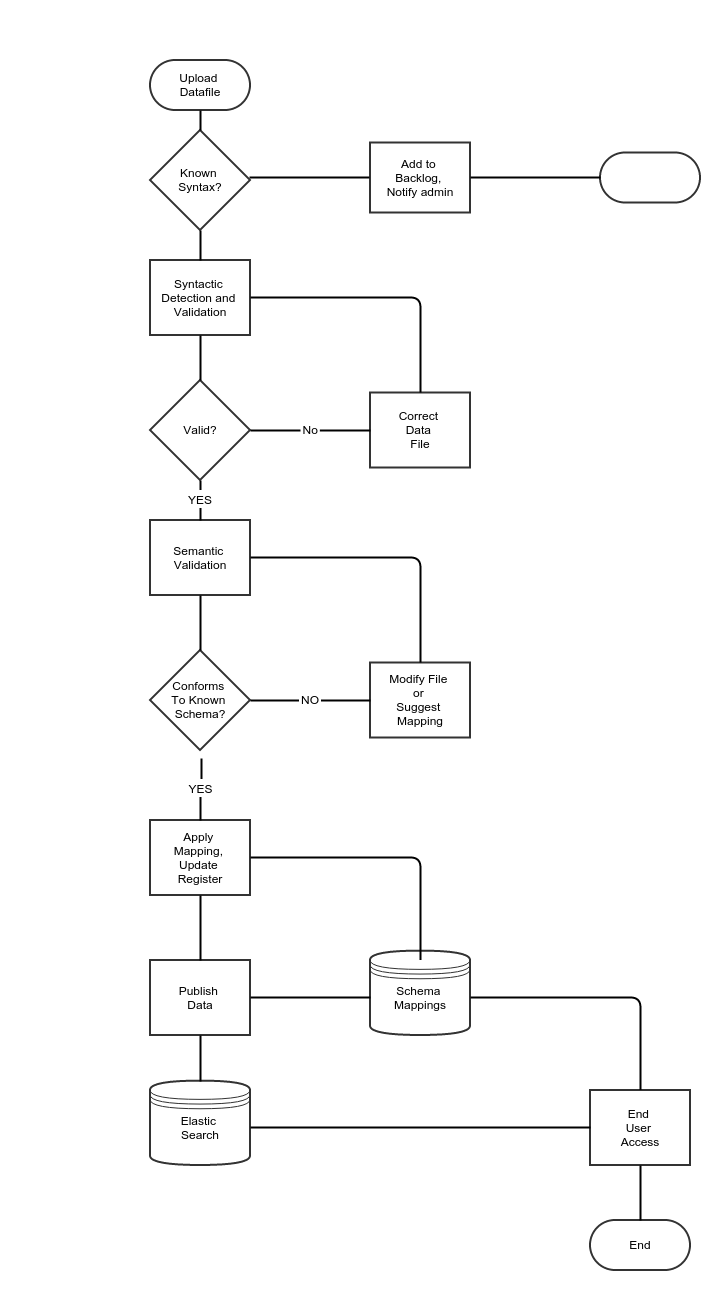 Upload
Datafile
Known
Syntax?
Add to
Backlog,
Notify admin
Syntactic
Detection and
Validation
Valid?
No
Correct
Data
File
YES
Semantic
Validation
Conforms
To Known
Schema?
NO
Modify File
or
Suggest
Mapping
YES
Apply
Mapping,
Update
Register
Publish
Data
Schema
Mappings
Elastic
Search
End
User
Access
End